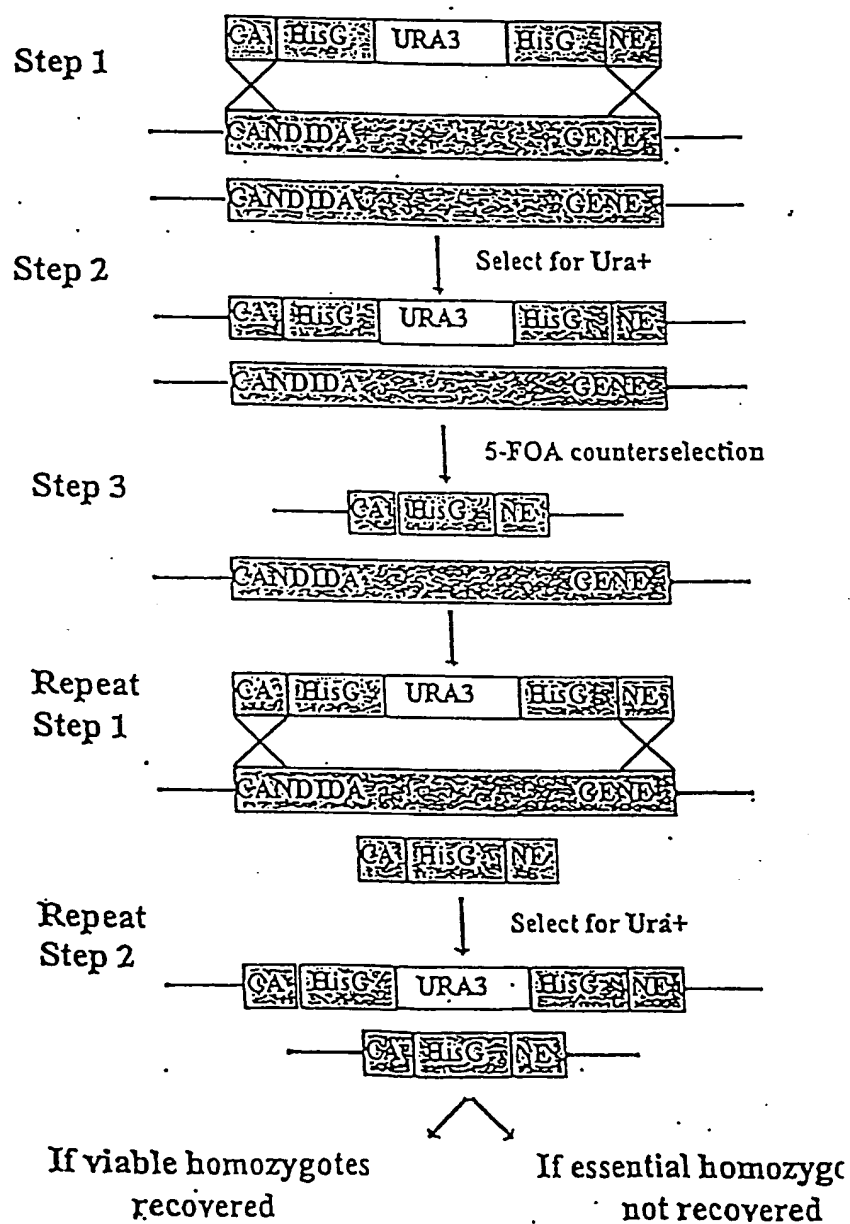 CA HisG URA3 HisG NE
Step 1
CANDIDA GENE
CANDIDA GENE
Select for Ura+
Step 2
CA HisG URA3 HisG NE
CANDIDA GENE
5-FOA counterselection
Step 3
CA HisG NE
CANDIDA GENE
Repeat
Step 1
CA HisG URA3 HisG NE
CANDIDA GENE
CA HisG NE
Repeat
Step 2
Select for Ura+
CA HisG URA3 HisG NE
CA HisG NE
If viable homozygotes
recovered
If essential homozygo
not recovered